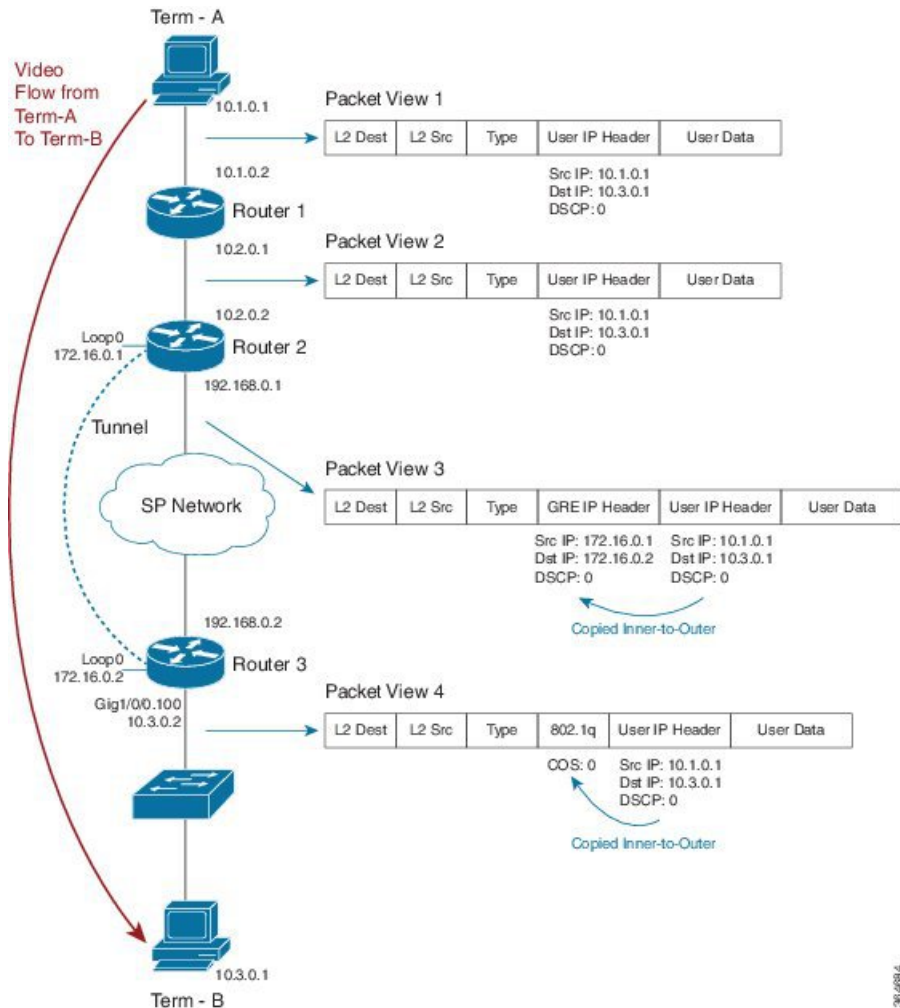 Term - A
Video
Flow from
Term-A
To Term-B
10.1.0.1
Packet View 1
L2 Dest L2 Src Type User IP Header User Data
Src IP: 10.1.0.1
Dst IP: 10.3.0.1
DSCP: 0
10.1.0.2
Router 1
10.2.0.1
Packet View 2
L2 Dest L2 Src Type User IP Header User Data
Src IP: 10.1.0.1
Dst IP: 10.3.0.1
DSCP: 0
10.2.0.2
Loop0
172.16.0.1
Router 2
192.168.0.1
Tunnel
SP Network
Packet View 3
L2 Dest L2 Src Type GRE IP Header User IP Header User Data
Src IP: 172.16.0.1 Src IP: 10.1.0.1
Dst IP: 172.16.0.2 Dst IP: 10.3.0.1
DSCP: 0 DSCP: 0
Copied Inner-to-Outer
192.168.0.2
Loop0
172.16.0.2
Router 3
Gig1/0/0.100
10.3.0.2
Packet View 4
L2 Dest L2 Src Type 802.1q User IP Header User Data
COS: 0 Src IP: 10.1.0.1
Dst IP: 10.3.0.1
DSCP: 0
Copied Inner-to-Outer
10.3.0.1
Term - B